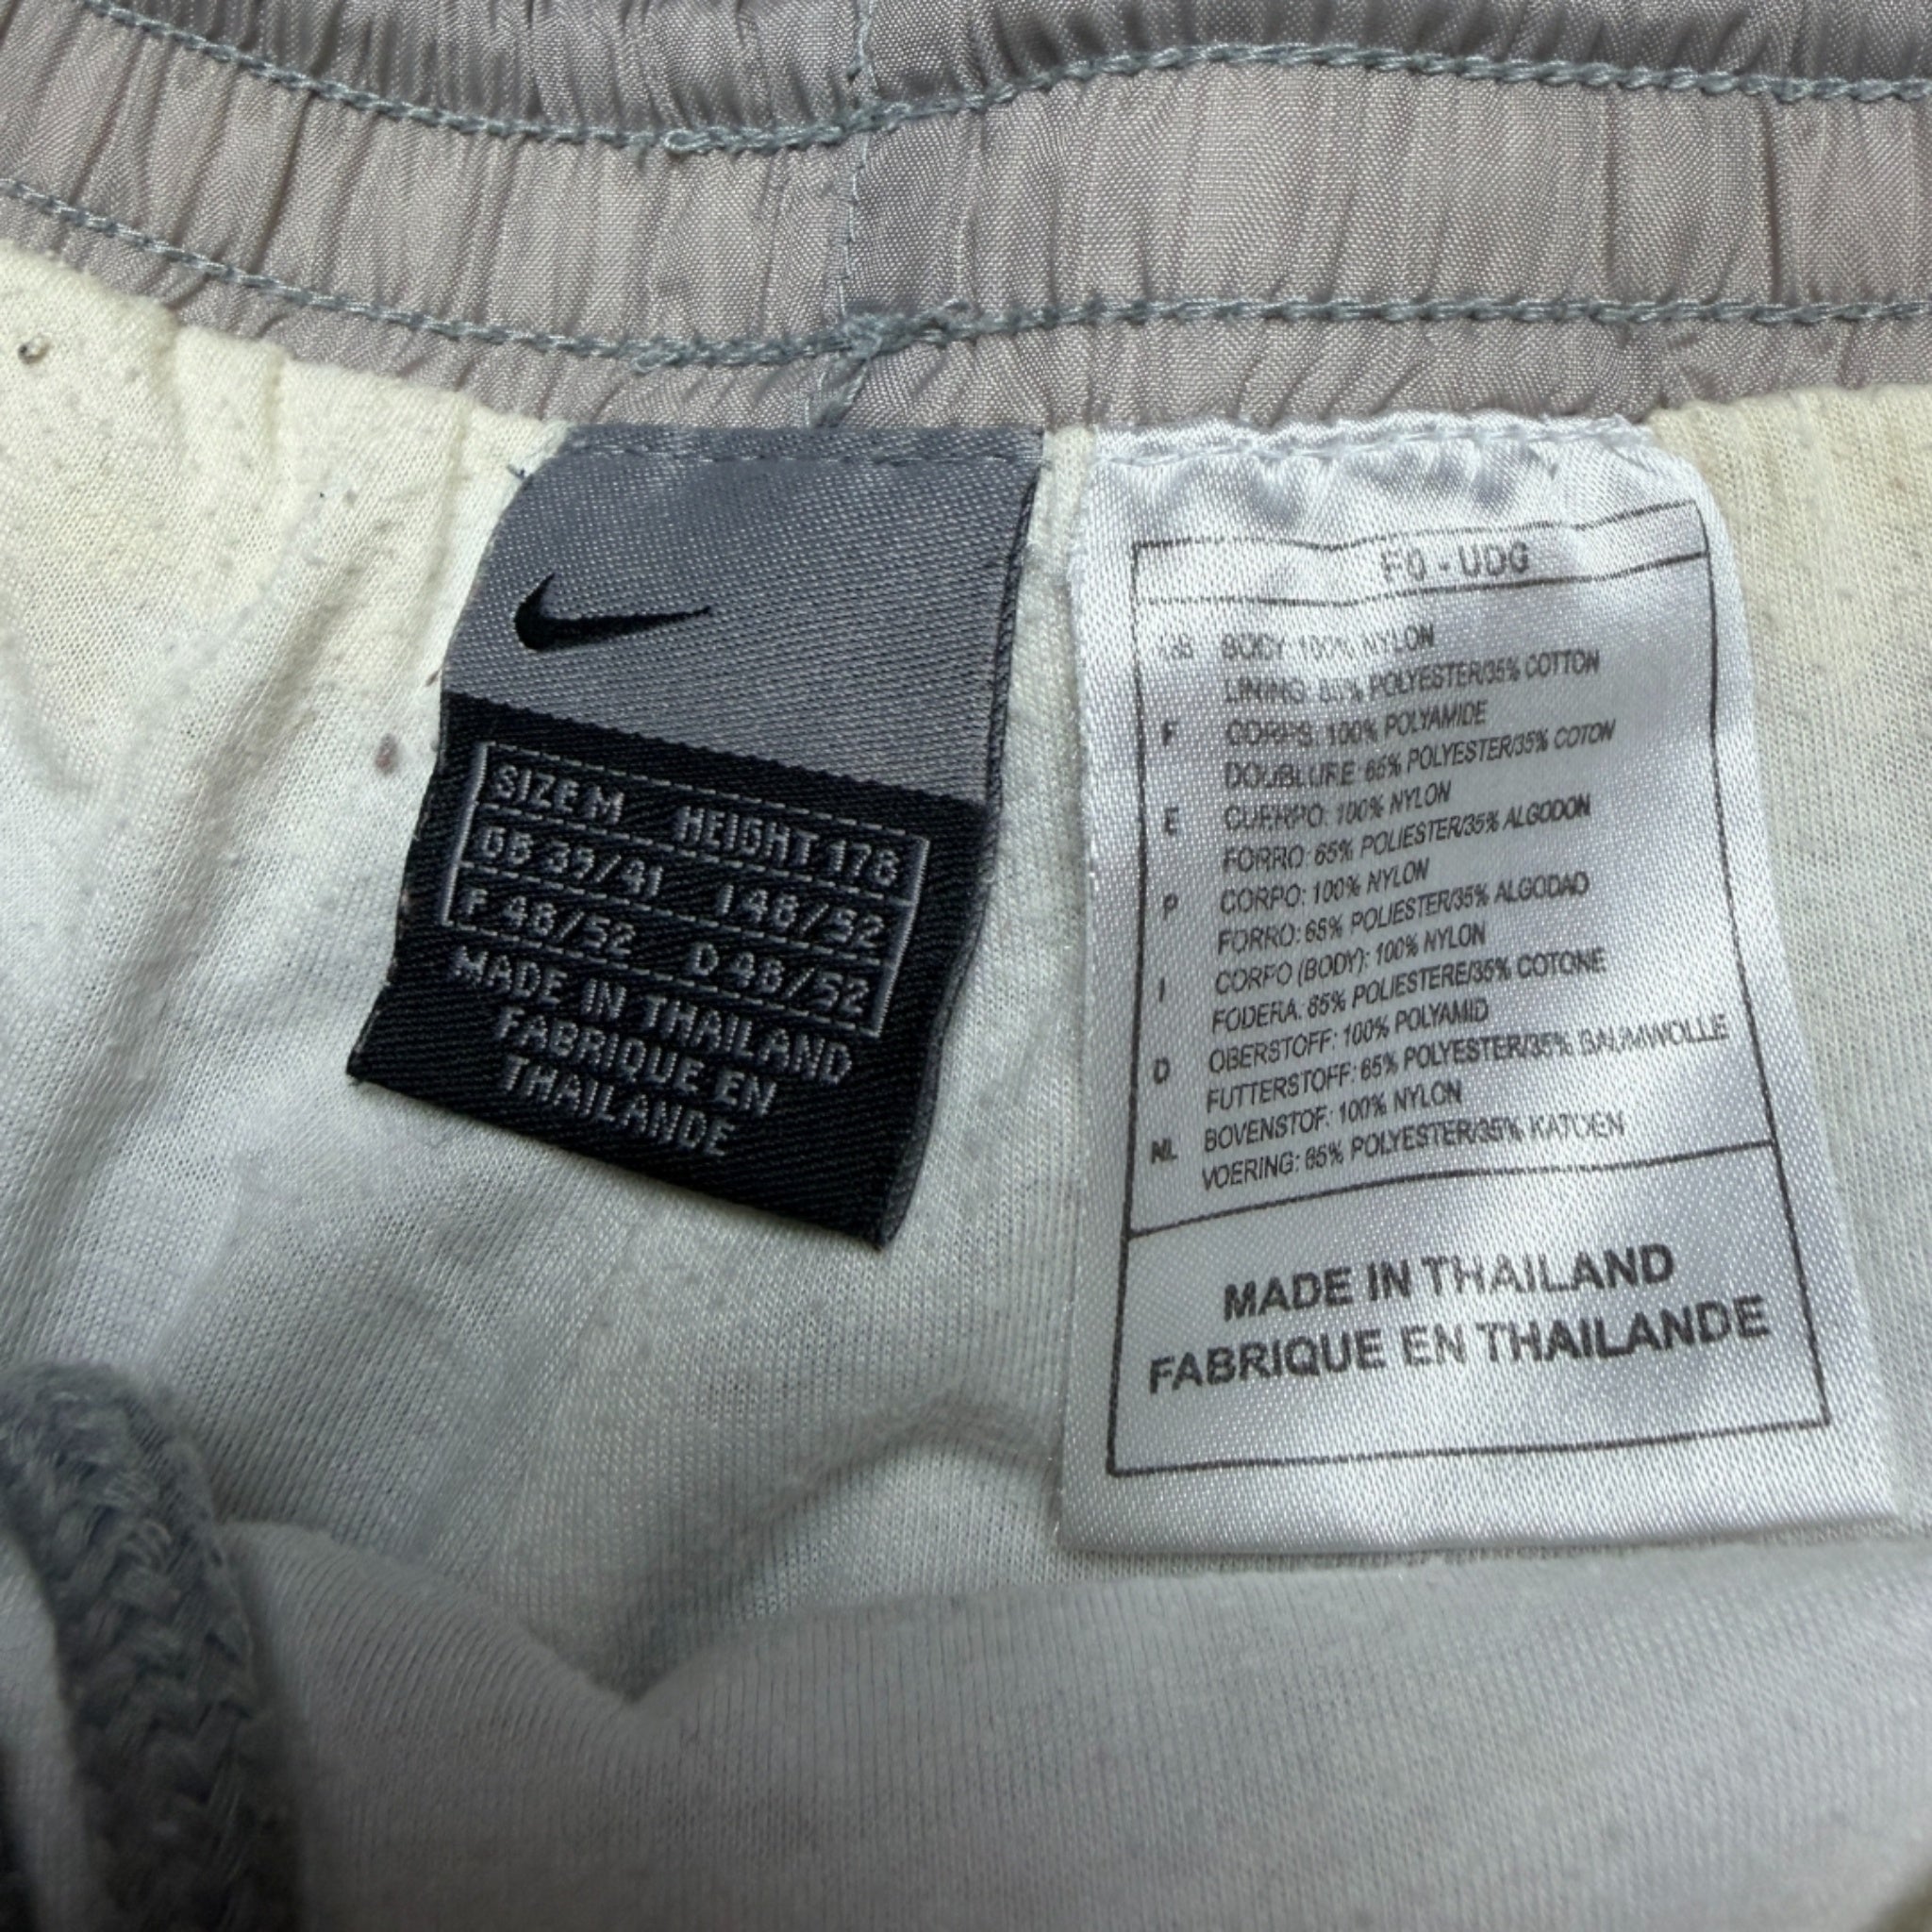 SIZE M HEIGHT 178
GB 39/41 I 48/52
F 48/52 D 48/52
MADE IN THAILAND
FABRIQUE EN
THAILANDE
F0 - UDG
GB BODY: 100% NYLON
LINING: 65% POLYESTER/35% COTTON
F CORPS: 100% POLYAMIDE
DOUBLURE: 65% POLYESTER/35% COTON
E CUERPO: 100% NYLON
FORRO: 65% POLIESTER/35% ALGODON
P CORPO: 100% NYLON
FORRO: 65% POLIESTER/35% ALGODAO
I CORPO (BODY): 100% NYLON
FODERA: 65% POLIESTERE/35% COTONE
D OBERSTOFF: 100% POLYAMID
FUTTERSTOFF: 65% POLYESTER/35% BAUMWOLLE
NL BOVENSTOF: 100% NYLON
VOERING: 65% POLYESTER/35% KATOEN
MADE IN THAILAND
FABRIQUE EN THAILANDE